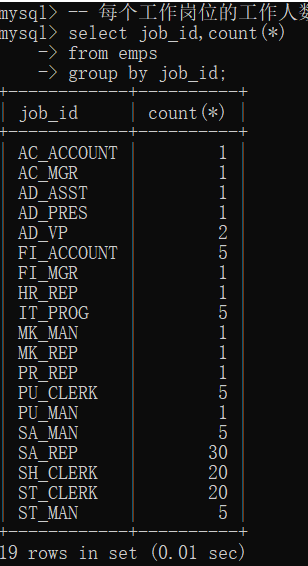 mysql> -- 每个工作岗位的工作人数
mysql> select job_id,count(*)
    -> from emps
    -> group by job_id;
+------------+----------+
| job_id     | count(*) |
+------------+----------+
| AC_ACCOUNT |        1 |
| AC_MGR     |        1 |
| AD_ASST    |        1 |
| AD_PRES    |        1 |
| AD_VP      |        2 |
| FI_ACCOUNT |        5 |
| FI_MGR     |        1 |
| HR_REP     |        1 |
| IT_PROG    |        5 |
| MK_MAN     |        1 |
| MK_REP     |        1 |
| PR_REP     |        1 |
| PU_CLERK   |        5 |
| PU_MAN     |        1 |
| SA_MAN     |        5 |
| SA_REP     |       30 |
| SH_CLERK   |       20 |
| ST_CLERK   |       20 |
| ST_MAN     |        5 |
+------------+----------+
19 rows in set (0.01 sec)